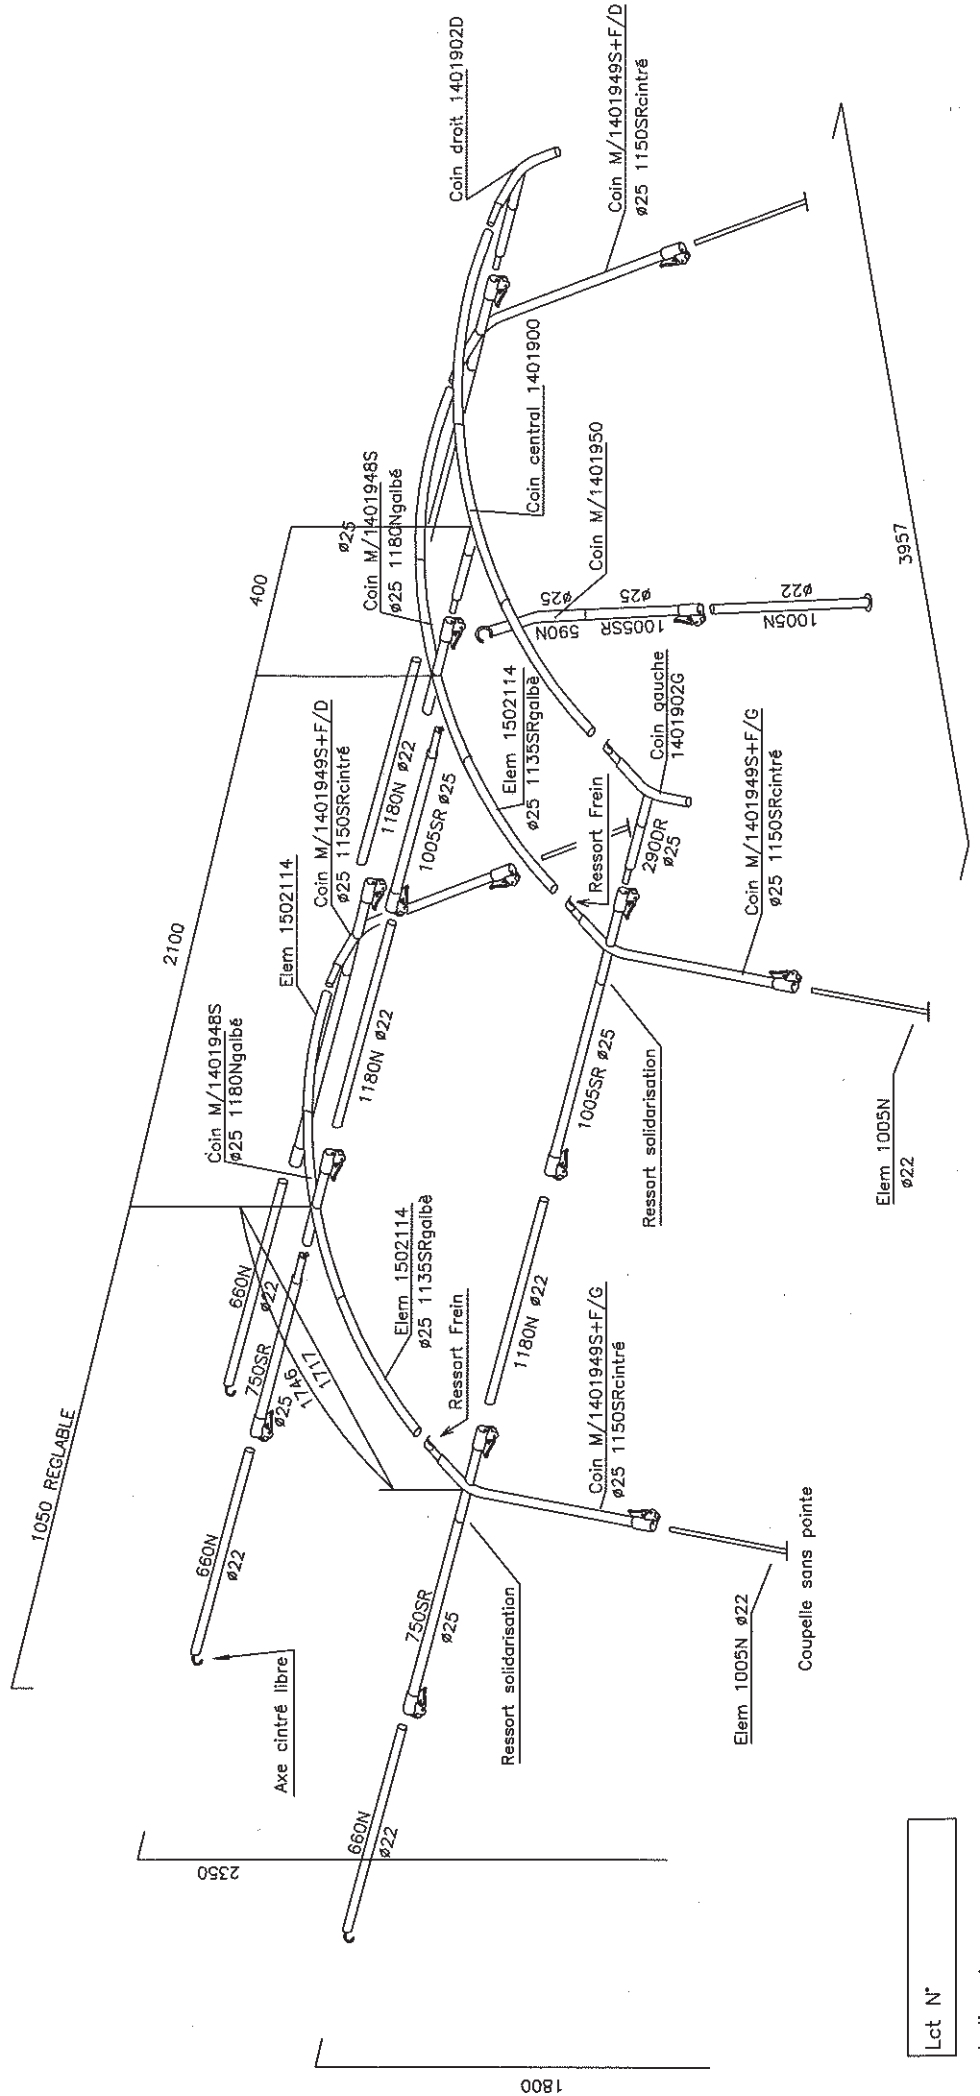 1050 REGLABLE
2100
400
Coin droit 1401902D
Coin M/1401949S+F/D
ø25 1150SRcintré
Coin central 1401900
Coin M/1401950
ø25
Coin M/1401948S
ø25 1180Ngalbé
3957
ø25
590N
ø25
1005SR
ø22
1005N
Coin gauche
1401902G
Elem 1502114
ø25 1135SRgalbè
Ressort Frein
290DR
ø25
Coin M/1401949S+F/G
ø25 1150SRcintré
1180N ø22
1005SR ø25
Coin M/1401949S+F/D
ø25 1150SRcintré
Elem 1502114
1180N ø22
Coin M/1401948S
ø25 1180Ngalbé
1005SR ø25
Ressort solidarisation
Elem 1005N
ø22
660N
ø22
750SR
ø25
1746
1717
Elem 1502114
ø25 1135SRgalbè
Ressort Frein
1180N ø22
Coin M/1401949S+F/G
ø25 1150SRcintré
660N
ø22
Axe cintré libre
750SR
ø25
Ressort solidarisation
Elem 1005N ø22
Coupelle sans pointe
660N
ø22
2350
1800
Lct N°